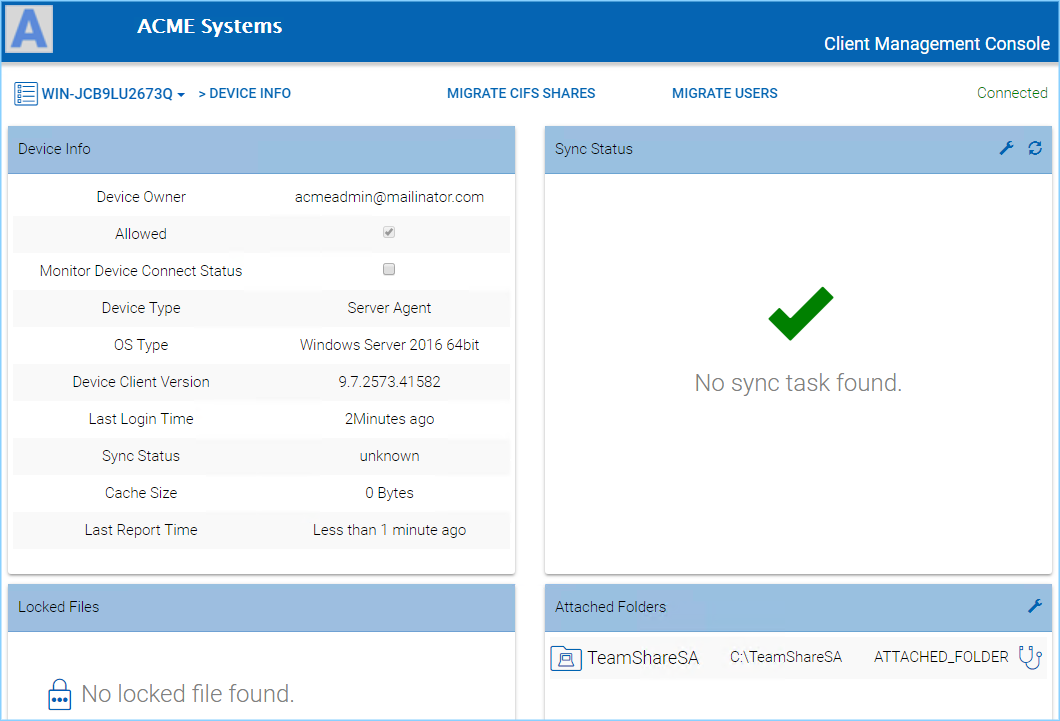 A
ACME Systems
Client Management Console
WIN-JCB9LU2673Q > DEVICE INFO MIGRATE CIFS SHARES MIGRATE USERS Connected
Device Info
Device Owner acmeadmin@mailinator.com
Allowed
Monitor Device Connect Status
Device Type Server Agent
OS Type Windows Server 2016 64bit
Device Client Version 9.7.2573.41582
Last Login Time 2Minutes ago
Sync Status unknown
Cache Size 0 Bytes
Last Report Time Less than 1 minute ago
Sync Status
No sync task found.
Locked Files
No locked file found.
Attached Folders
TeamShareSA C:\TeamShareSA ATTACHED_FOLDER